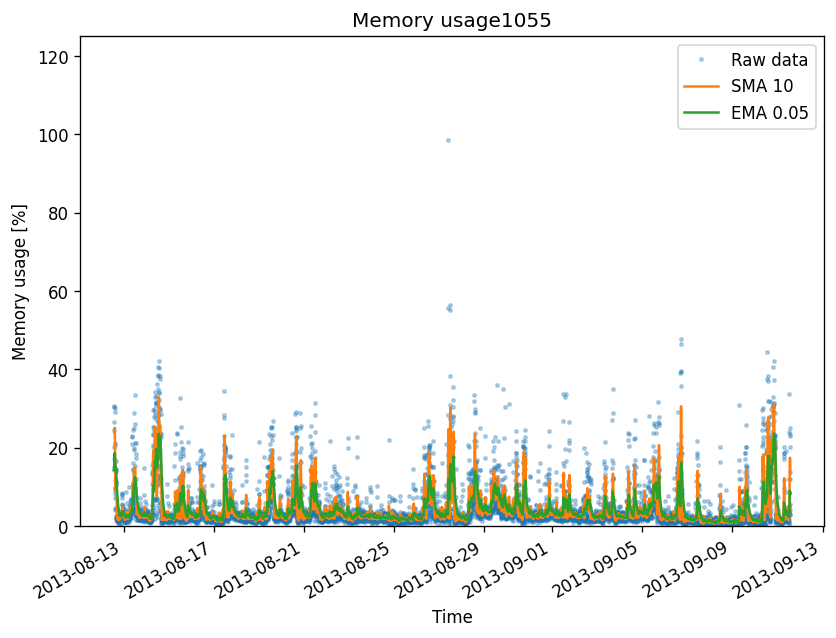 Memory usage1055
Raw data
SMA 10
EMA 0.05
Memory usage [%]
120
100
80
60
40
20
0
2013-08-13
2013-08-17
2013-08-21
2013-08-25
2013-08-29
2013-09-01
2013-09-05
2013-09-09
2013-09-13
Time